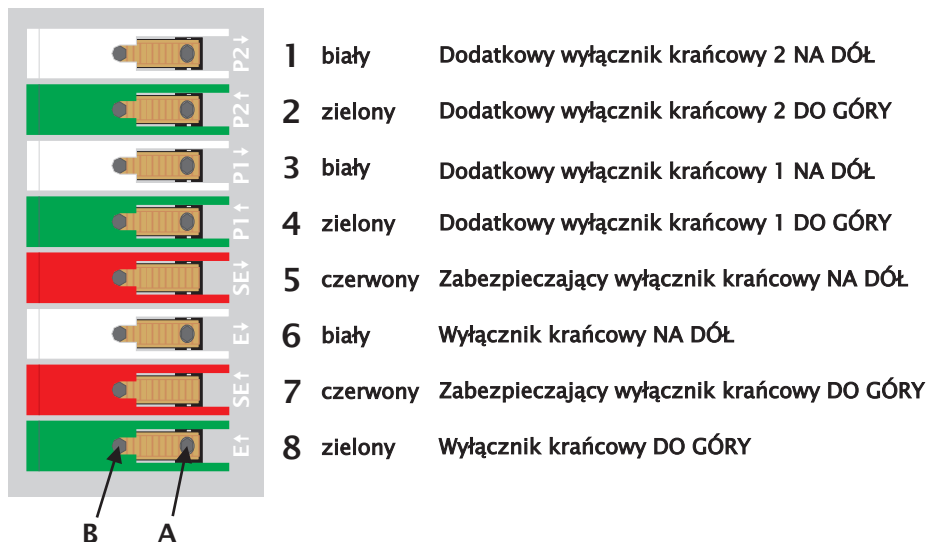 P2↓ 1 biały Dodatkowy wyłącznik krańcowy 2 NA DÓŁ
P2↑ 2 zielony Dodatkowy wyłącznik krańcowy 2 DO GÓRY
P1↓ 3 biały Dodatkowy wyłącznik krańcowy 1 NA DÓŁ
P1↑ 4 zielony Dodatkowy wyłącznik krańcowy 1 DO GÓRY
SE↓ 5 czerwony Zabezpieczający wyłącznik krańcowy NA DÓŁ
E↓ 6 biały Wyłącznik krańcowy NA DÓŁ
SE↑ 7 czerwony Zabezpieczający wyłącznik krańcowy DO GÓRY
E↑ 8 zielony Wyłącznik krańcowy DO GÓRY
B A